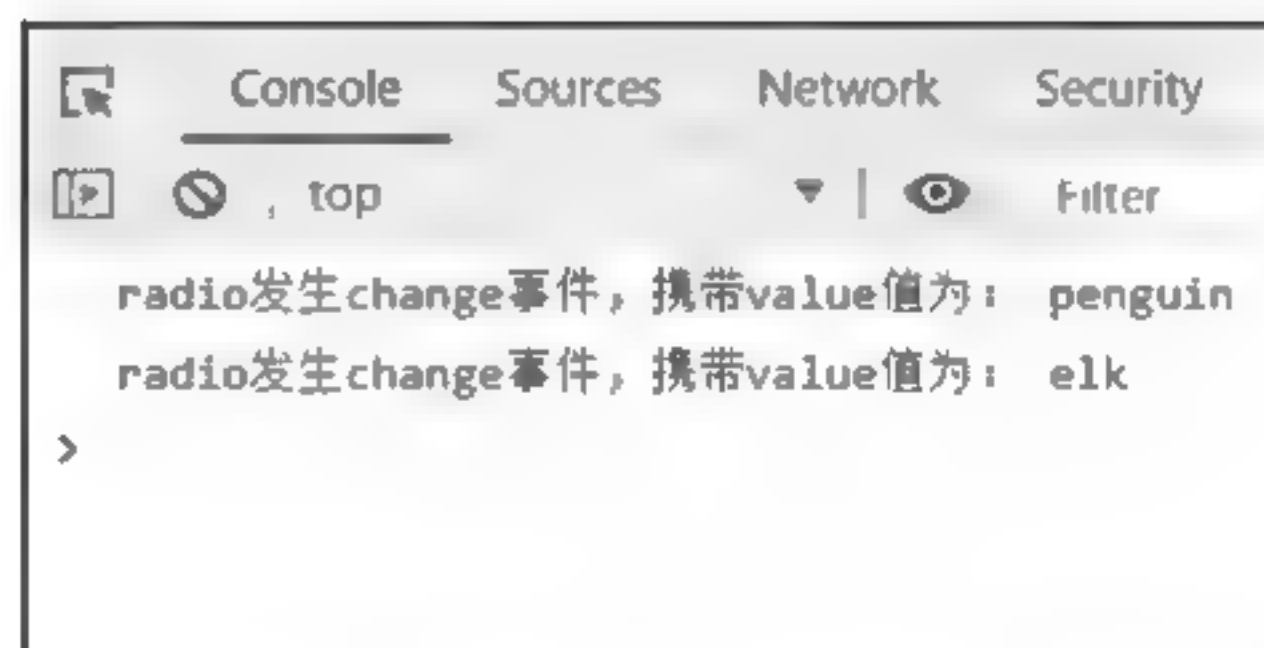 Console Sources Network Security
top Filter
radio发生change事件，携带value值为： penguin
radio发生change事件，携带value值为： elk
>